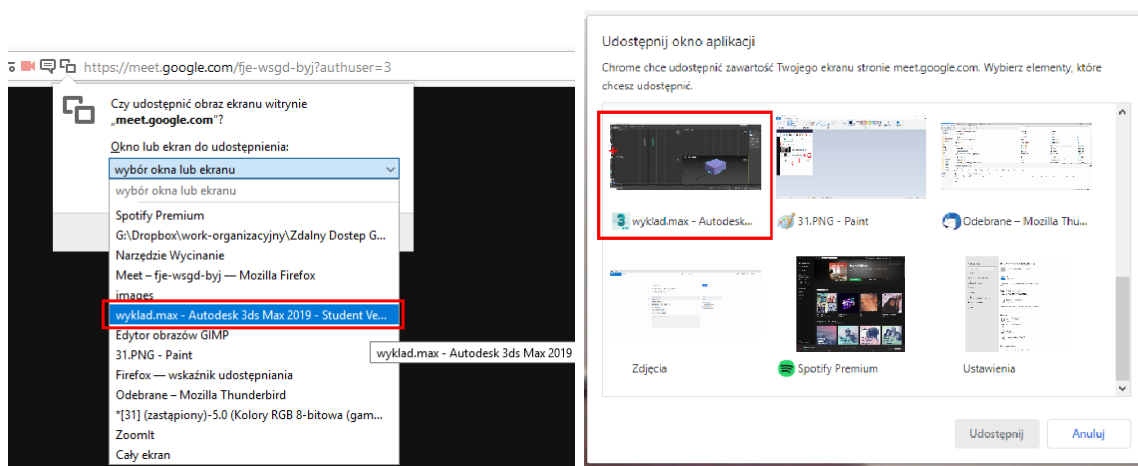 https://meet.google.com/fje-wsgd-byj?authuser=3
Czy udostępnić obraz ekranu witrynie
„meet.google.com”?
Okno lub ekran do udostępnienia:
wybór okna lub ekranu
wybór okna lub ekranu
Spotify Premium
G:\Dropbox\work-organizacyjny\Zdalny Dostep G...
Narzędzie Wycinanie
Meet – fje-wsgd-byj — Mozilla Firefox
images
wyklad.max - Autodesk 3ds Max 2019 - Student Ve...
Edytor obrazów GIMP
31.PNG - Paint
wyklad.max - Autodesk 3ds Max 2019
Firefox — wskaźnik udostępniania
Odebrane – Mozilla Thunderbird
*[31] (zastąpiony)-5.0 (Kolory RGB 8-bitowa (gam...
ZoomIt
Cały ekran
Udostępnij okno aplikacji
Chrome chce udostępnić zawartość Twojego ekranu stronie meet.google.com. Wybierz elementy, które
chcesz udostępnić.
wyklad.max - Autodesk...
31.PNG - Paint
Odebrane – Mozilla Thu...
Zdjęcia
Spotify Premium
Ustawienia
Udostępnij
Anuluj